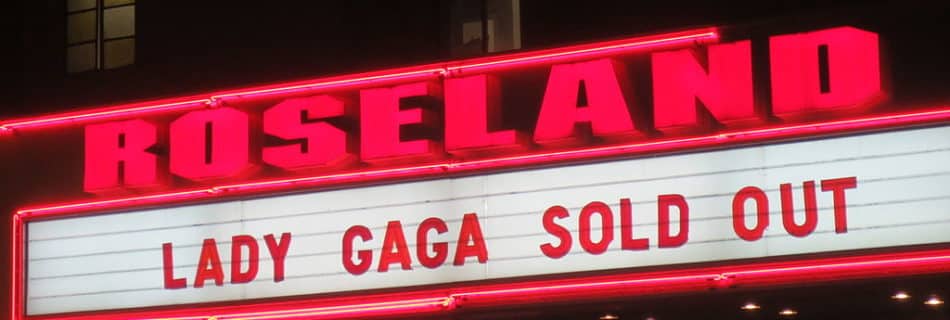 ROSELAND
LADY GAGA SOLD OUT